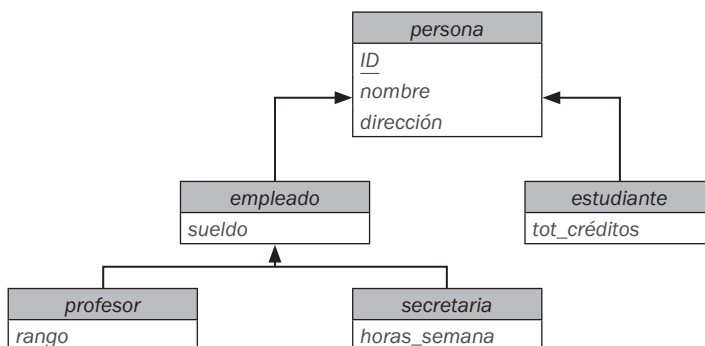 persona
ID
nombre
dirección
empleado
sueldo
estudiante
tot_créditos
profesor
rango
secretaria
horas_semana